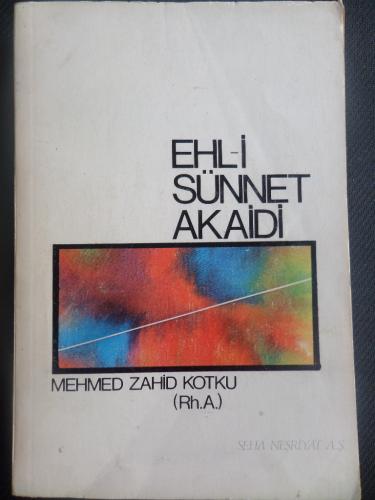 EHL-İ
SÜNNET
AKAİDİ
MEHMED ZAHİD KOTKU
(Rh.A.)
SEHA NEŞRİYAT A.Ş.